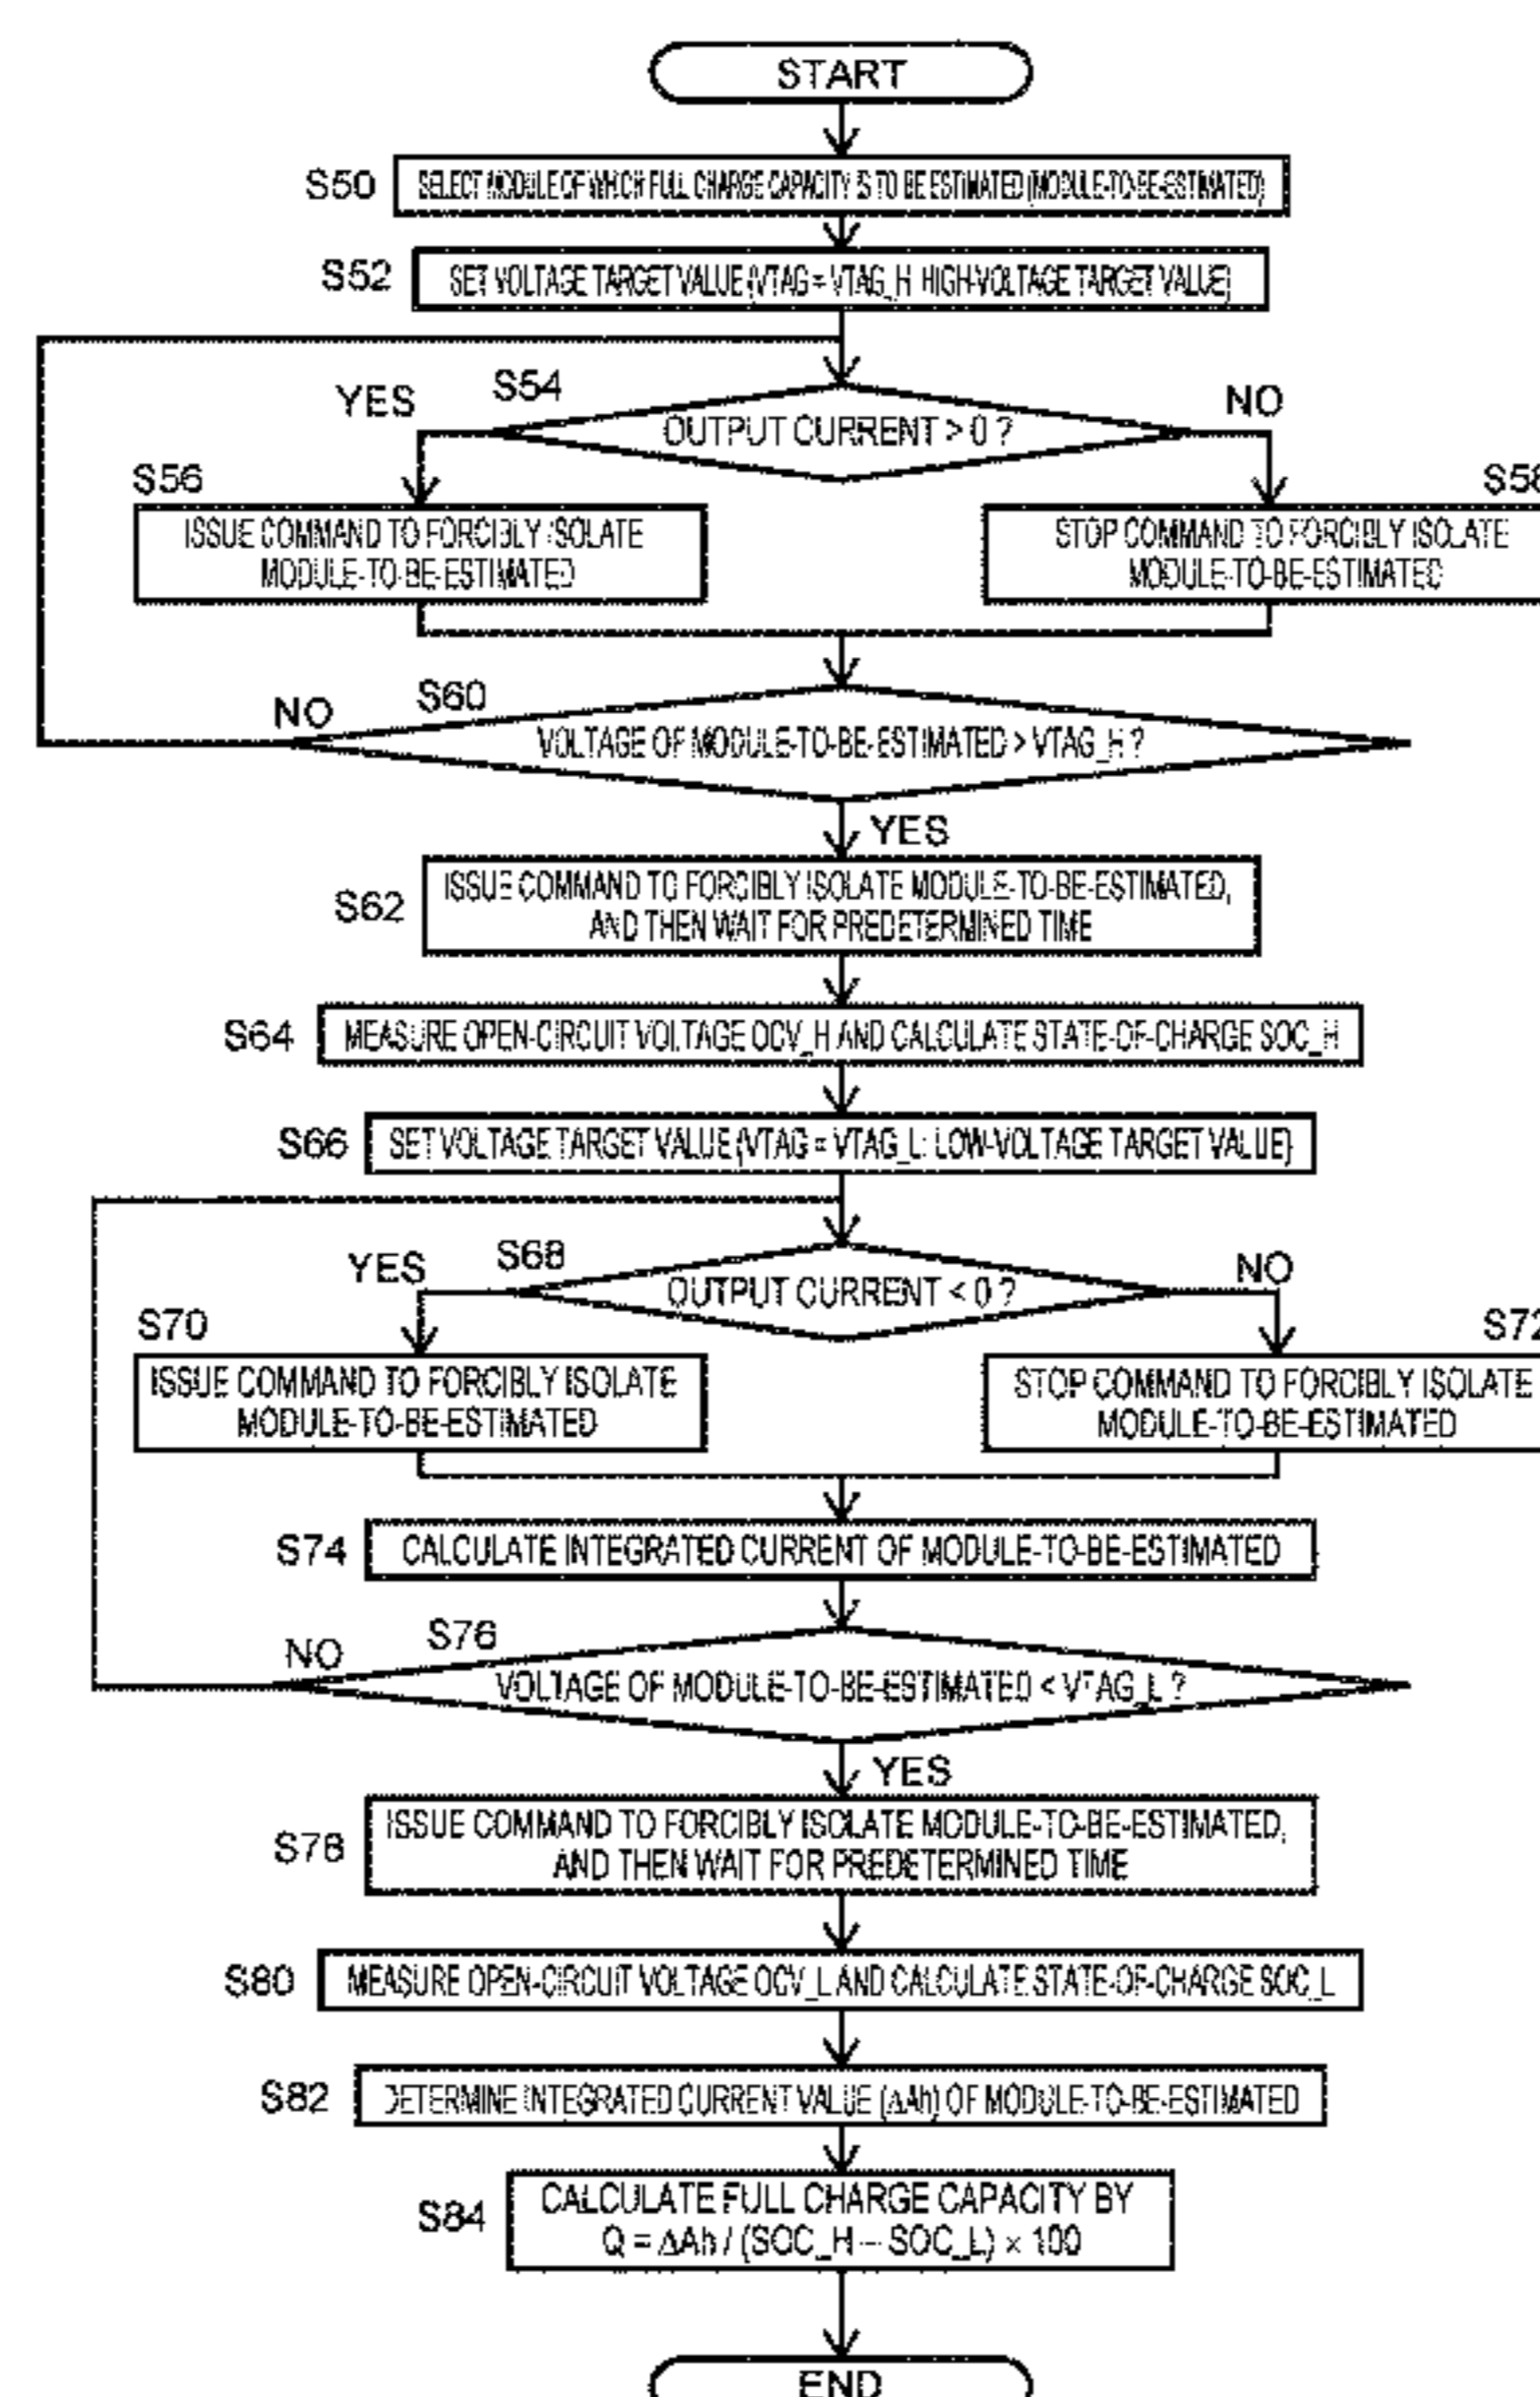 START
S50
SELECT MODULE OF WHICH FULL CHARGE CAPACITY IS TO BE ESTIMATED (MODULE-TO-BE-ESTIMATED)
S52
SET VOLTAGE TARGET VALUE (VTAG = VTAG_H HIGH-VOLTAGE TARGET VALUE)
S54
YES
OUTPUT CURRENT > 0 ?
NO
S56
ISSUE COMMAND TO FORCIBLY ISOLATE
MODULE-TO-BE-ESTIMATED
S58
STOP COMMAND TO FORCIBLY ISOLATE
MODULE-TO-BE-ESTIMATED
S60
NO
VOLTAGE OF MODULE-TO-BE-ESTIMATED > VTAG_H ?
YES
S62
ISSUE COMMAND TO FORCIBLY ISOLATE MODULE-TO-BE-ESTIMATED,
AND THEN WAIT FOR PREDETERMINED TIME
S64
MEASURE OPEN-CIRCUIT VOLTAGE OCV_H AND CALCULATE STATE-OF-CHARGE SOC_H
S66
SET VOLTAGE TARGET VALUE (VTAG = VTAG_L: LOW-VOLTAGE TARGET VALUE)
S68
YES
OUTPUT CURRENT < 0 ?
NO
S70
ISSUE COMMAND TO FORCIBLY ISOLATE
MODULE-TO-BE-ESTIMATED
S72
STOP COMMAND TO FORCIBLY ISOLATE
MODULE-TO-BE-ESTIMATED
S74
CALCULATE INTEGRATED CURRENT OF MODULE-TO-BE-ESTIMATED
S76
NO
VOLTAGE OF MODULE-TO-BE-ESTIMATED < VTAG_L ?
YES
S78
ISSUE COMMAND TO FORCIBLY ISOLATE MODULE-TO-BE-ESTIMATED,
AND THEN WAIT FOR PREDETERMINED TIME
S80
MEASURE OPEN-CIRCUIT VOLTAGE OCV_L AND CALCULATE STATE-OF-CHARGE SOC_L
S82
DETERMINE INTEGRATED CURRENT VALUE (ΔAh) OF MODULE-TO-BE-ESTIMATED
S84
CALCULATE FULL CHARGE CAPACITY BY
Q = ΔAh / (SOC_H – SOC_L) × 100
END